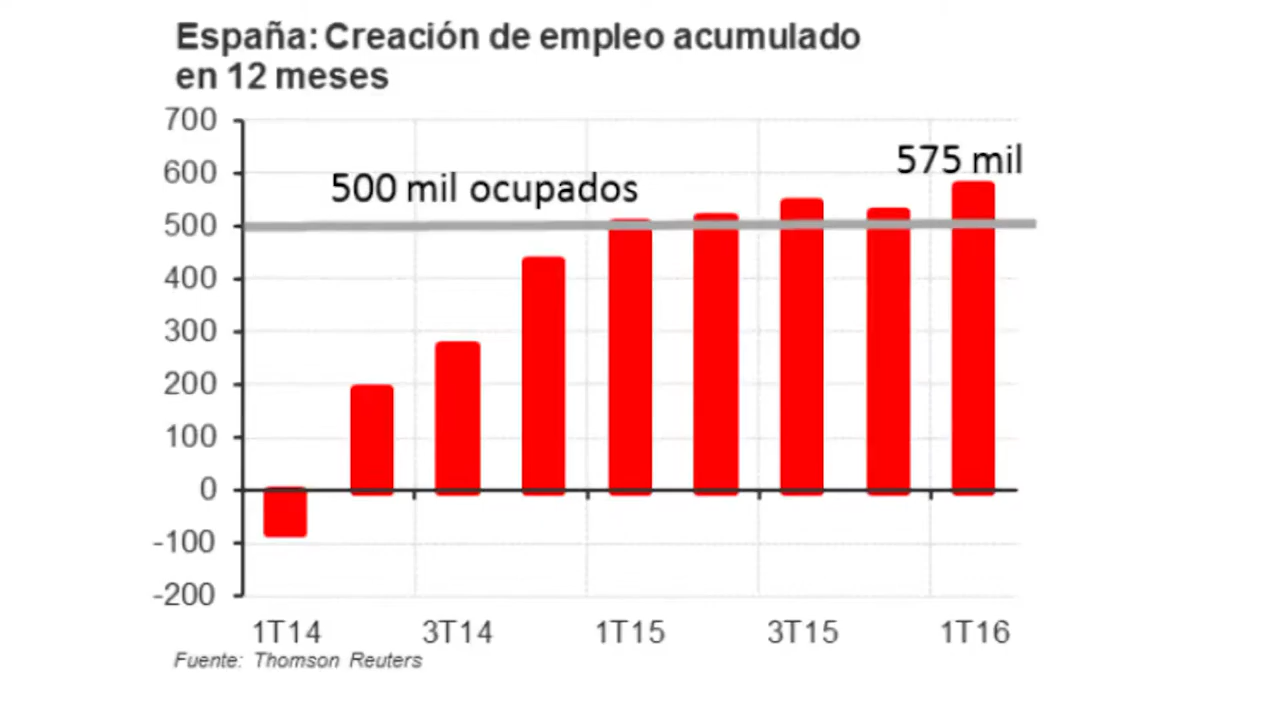 España: Creación de empleo acumulado
en 12 meses
700
600
500
400
300
200
100
0
-100
-200
500 mil ocupados
575 mil
1T14 3T14 1T15 3T15 1T16
Fuente: Thomson Reuters